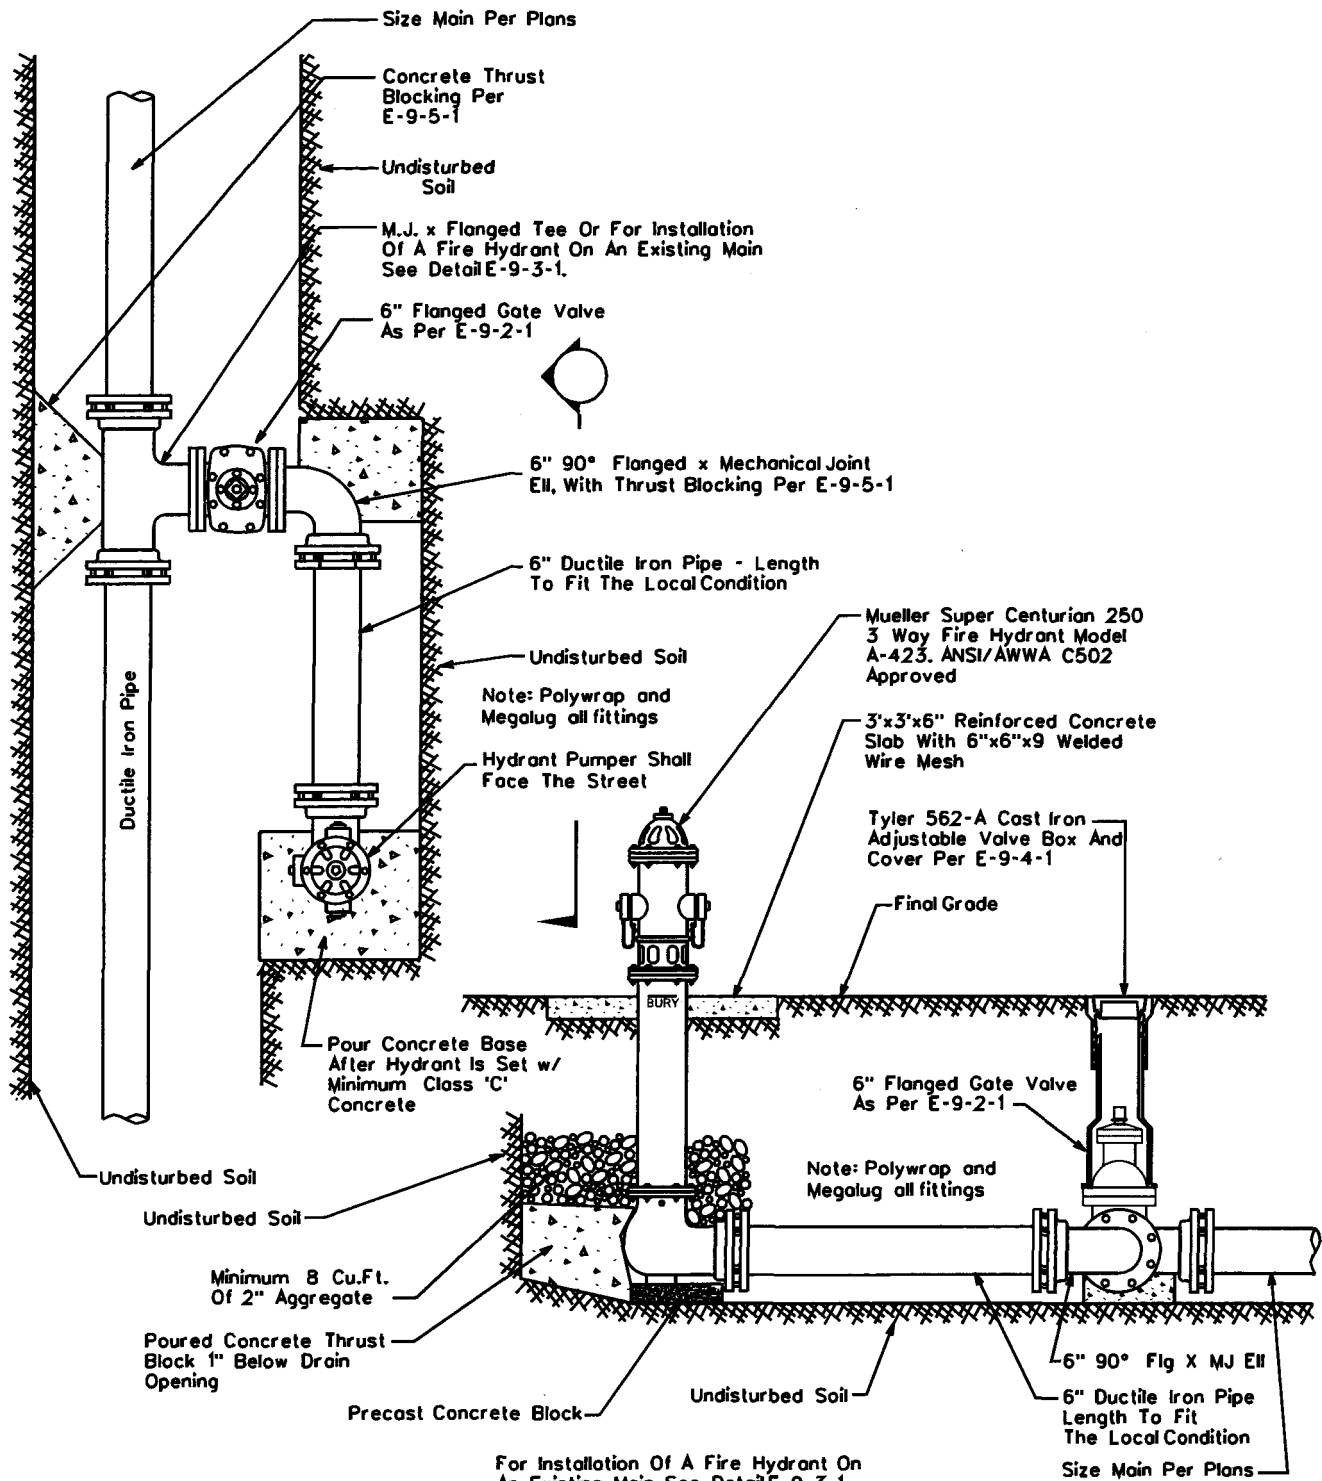 Size Main Per Plans
Concrete Thrust
Blocking Per
E-9-5-1
Undisturbed
Soil
M.J. x Flanged Tee Or For Installation
Of A Fire Hydrant On An Existing Main
See Detail E-9-3-1.
6" Flanged Gate Valve
As Per E-9-2-1
6" 90° Flanged x Mechanical Joint
Ell, With Thrust Blocking Per E-9-5-1
6" Ductile Iron Pipe - Length
To Fit The Local Condition
Undisturbed Soil
Note: Polywrap and
Megalug all fittings
Hydrant Pumper Shall
Face The Street
Ductile Iron Pipe
Mueller Super Centurian 250
3 Way Fire Hydrant Model
A-423. ANSI/AWWA C502
Approved
3'x3'x6" Reinforced Concrete
Slab With 6"x6"x9 Welded
Wire Mesh
Tyler 562-A Cast Iron
Adjustable Valve Box And
Cover Per E-9-4-1
Final Grade
BURY
Pour Concrete Base
After Hydrant Is Set w/
Minimum Class 'C'
Concrete
6" Flanged Gate Valve
As Per E-9-2-1
Note: Polywrap and
Megalug all fittings
Undisturbed Soil
Undisturbed Soil
Minimum 8 Cu.Ft.
Of 2" Aggregate
Poured Concrete Thrust
Block 1" Below Drain
Opening
Precast Concrete Block
Undisturbed Soil
6" 90° Flg X MJ Ell
6" Ductile Iron Pipe
Length To Fit
The Local Condition
Size Main Per Plans
For Installation Of A Fire Hydrant On
An Existing Main See Detail E-9-3-1